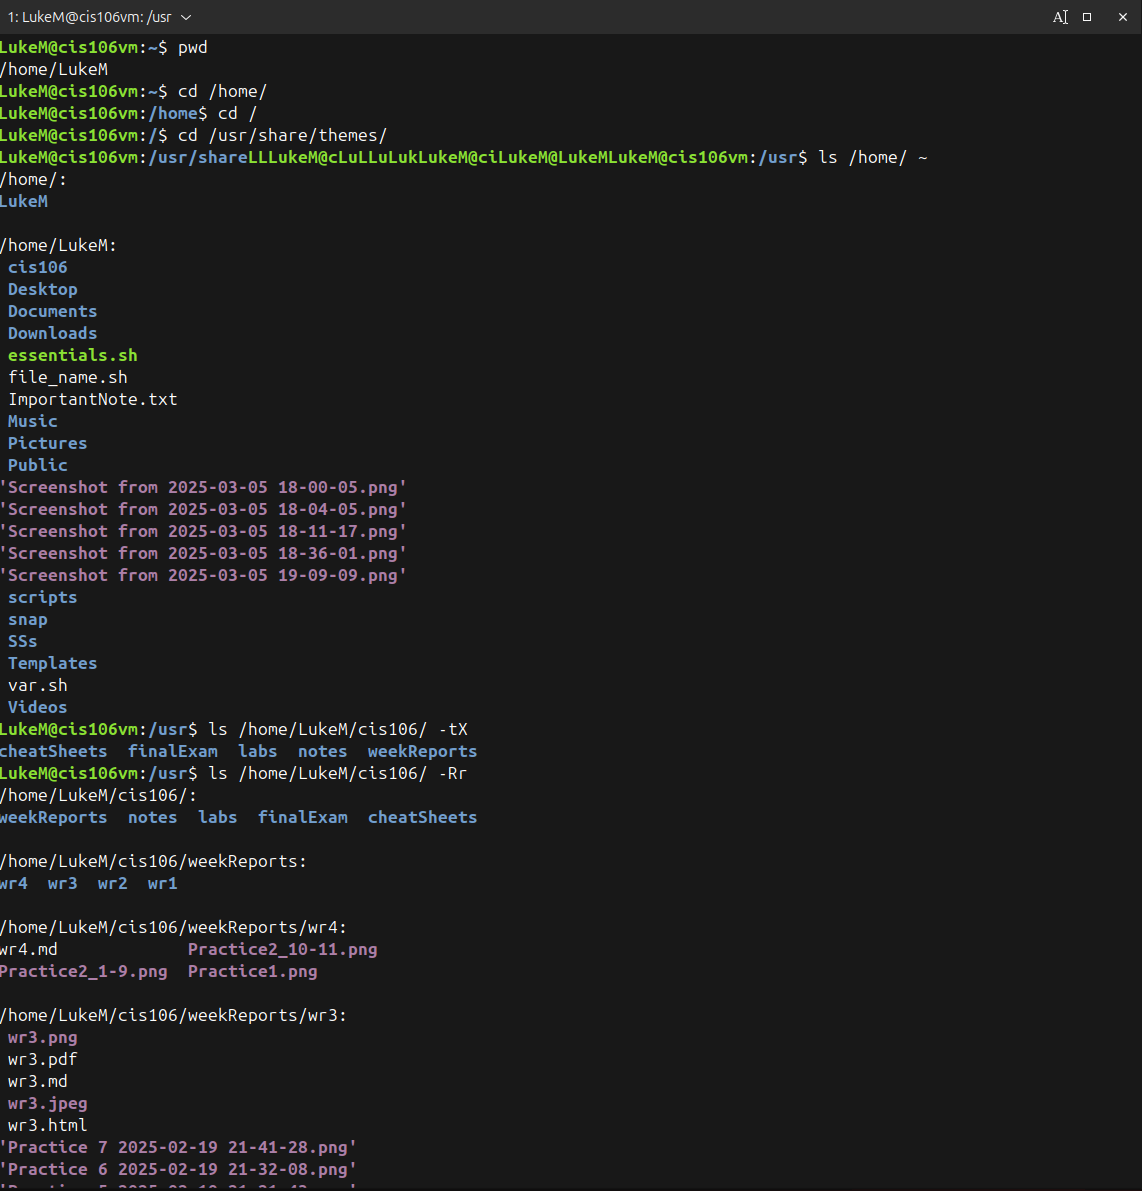 1: LukeM@cis106vm: /usr
LukeM@cis106vm:~$ pwd
/home/LukeM
LukeM@cis106vm:~$ cd /home/
LukeM@cis106vm:/home$ cd /
LukeM@cis106vm:/$ cd /usr/share/themes/
LukeM@cis106vm:/usr/shareLLLukeM@cLuLLuLukLukeM@ciLukeM@LukeMLukeM@cis106vm:/usr$ ls /home/ ~
/home/:
LukeM
/home/LukeM:
cis106
Desktop
Documents
Downloads
essentials.sh
file_name.sh
ImportantNote.txt
Music
Pictures
Public
'Screenshot from 2025-03-05 18-00-05.png'
'Screenshot from 2025-03-05 18-04-05.png'
'Screenshot from 2025-03-05 18-11-17.png'
'Screenshot from 2025-03-05 18-36-01.png'
'Screenshot from 2025-03-05 19-09-09.png'
scripts
snap
SSs
Templates
var.sh
Videos
LukeM@cis106vm:/usr$ ls /home/LukeM/cis106/ -tX
cheatSheets  finalExam  labs  notes  weekReports
LukeM@cis106vm:/usr$ ls /home/LukeM/cis106/ -Rr
/home/LukeM/cis106/:
weekReports  notes  labs  finalExam  cheatSheets
/home/LukeM/cis106/weekReports:
wr4  wr3  wr2  wr1
/home/LukeM/cis106/weekReports/wr4:
wr4.md             Practice2_10-11.png
Practice2_1-9.png  Practice1.png
/home/LukeM/cis106/weekReports/wr3:
wr3.png
wr3.pdf
wr3.md
wr3.jpeg
wr3.html
'Practice 7 2025-02-19 21-41-28.png'
'Practice 6 2025-02-19 21-32-08.png'